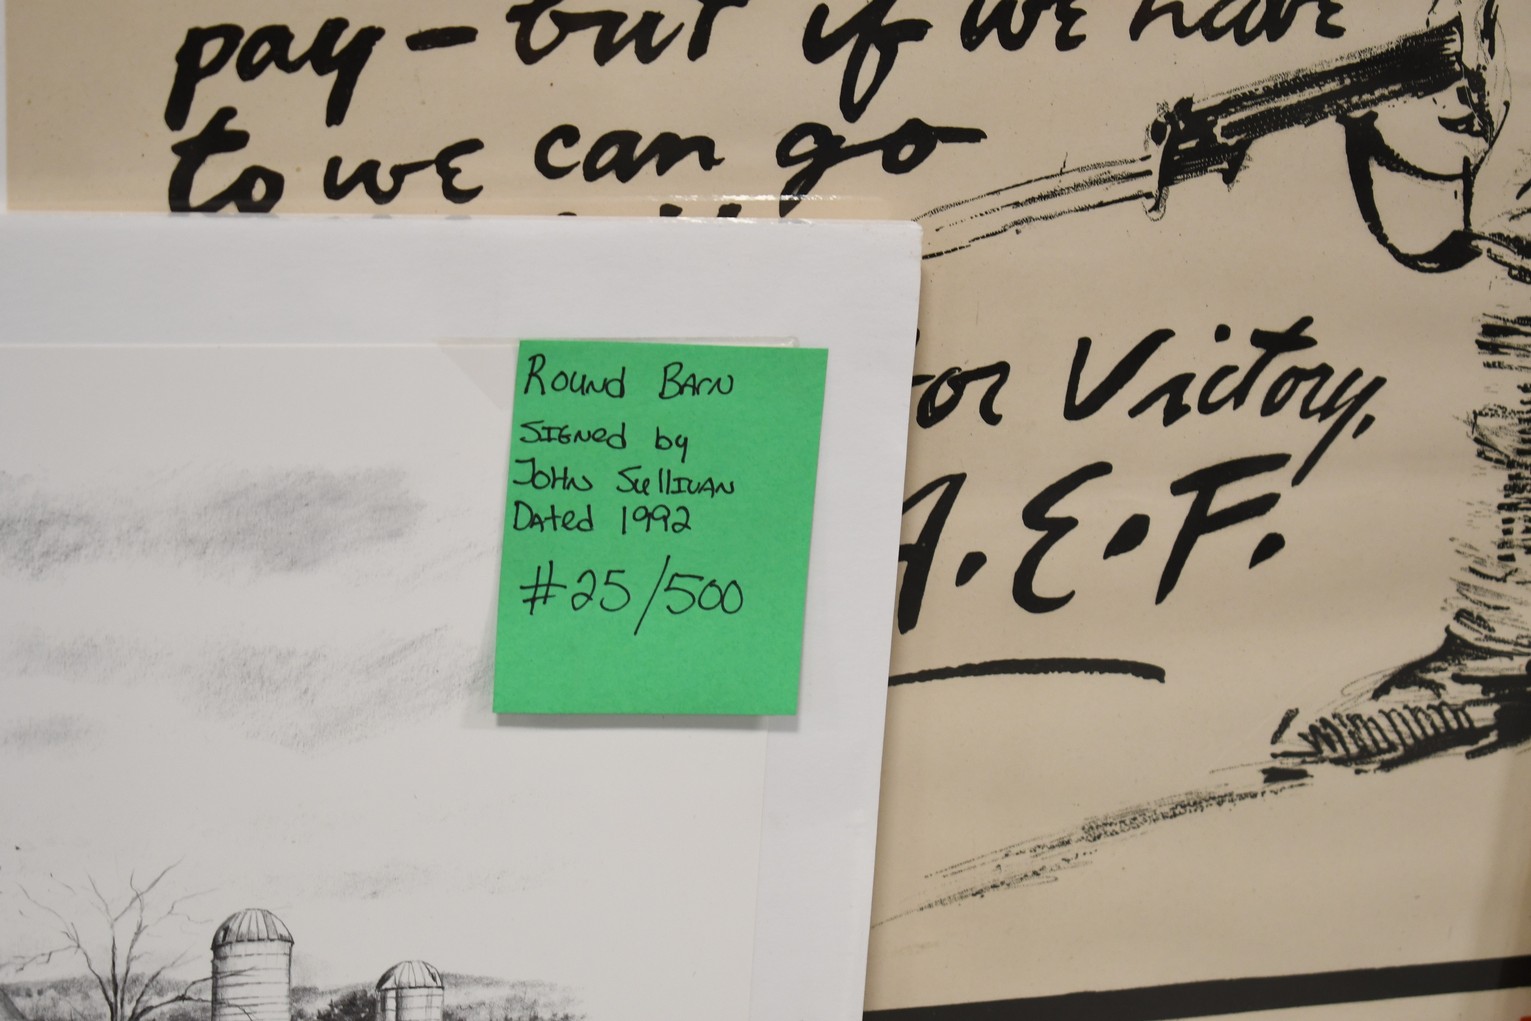 pay - but if we have
to we can go
for Victory,
A.E.F.
Round Barn
Signed by
John Sullivan
Dated 1992
#25/500